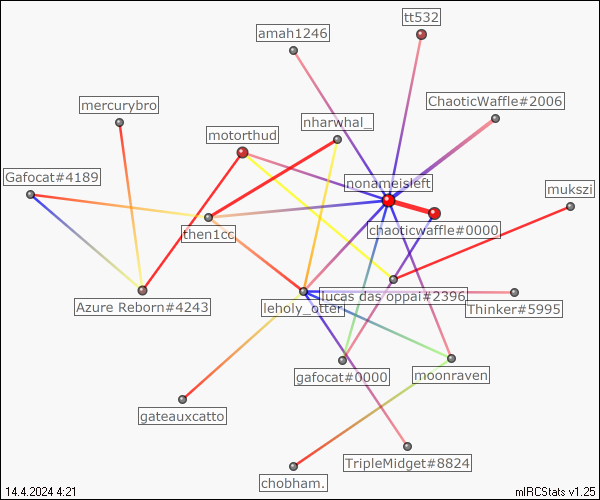 tt532
amah1246
ChaoticWaffle#2006
mercurybro
nharwhal_
motorthud
Gafocat#4189
nonameisleft
mukszi
chaoticwaffle#0000
then1cc
lucas das oppai#2396
Azure Reborn#4243
leholy_otter
Thinker#5995
gafocat#0000
moonraven
gateauxcatto
TripleMidget#8824
chobham.
14.4.2024 4:21
mIRCStats v1.25